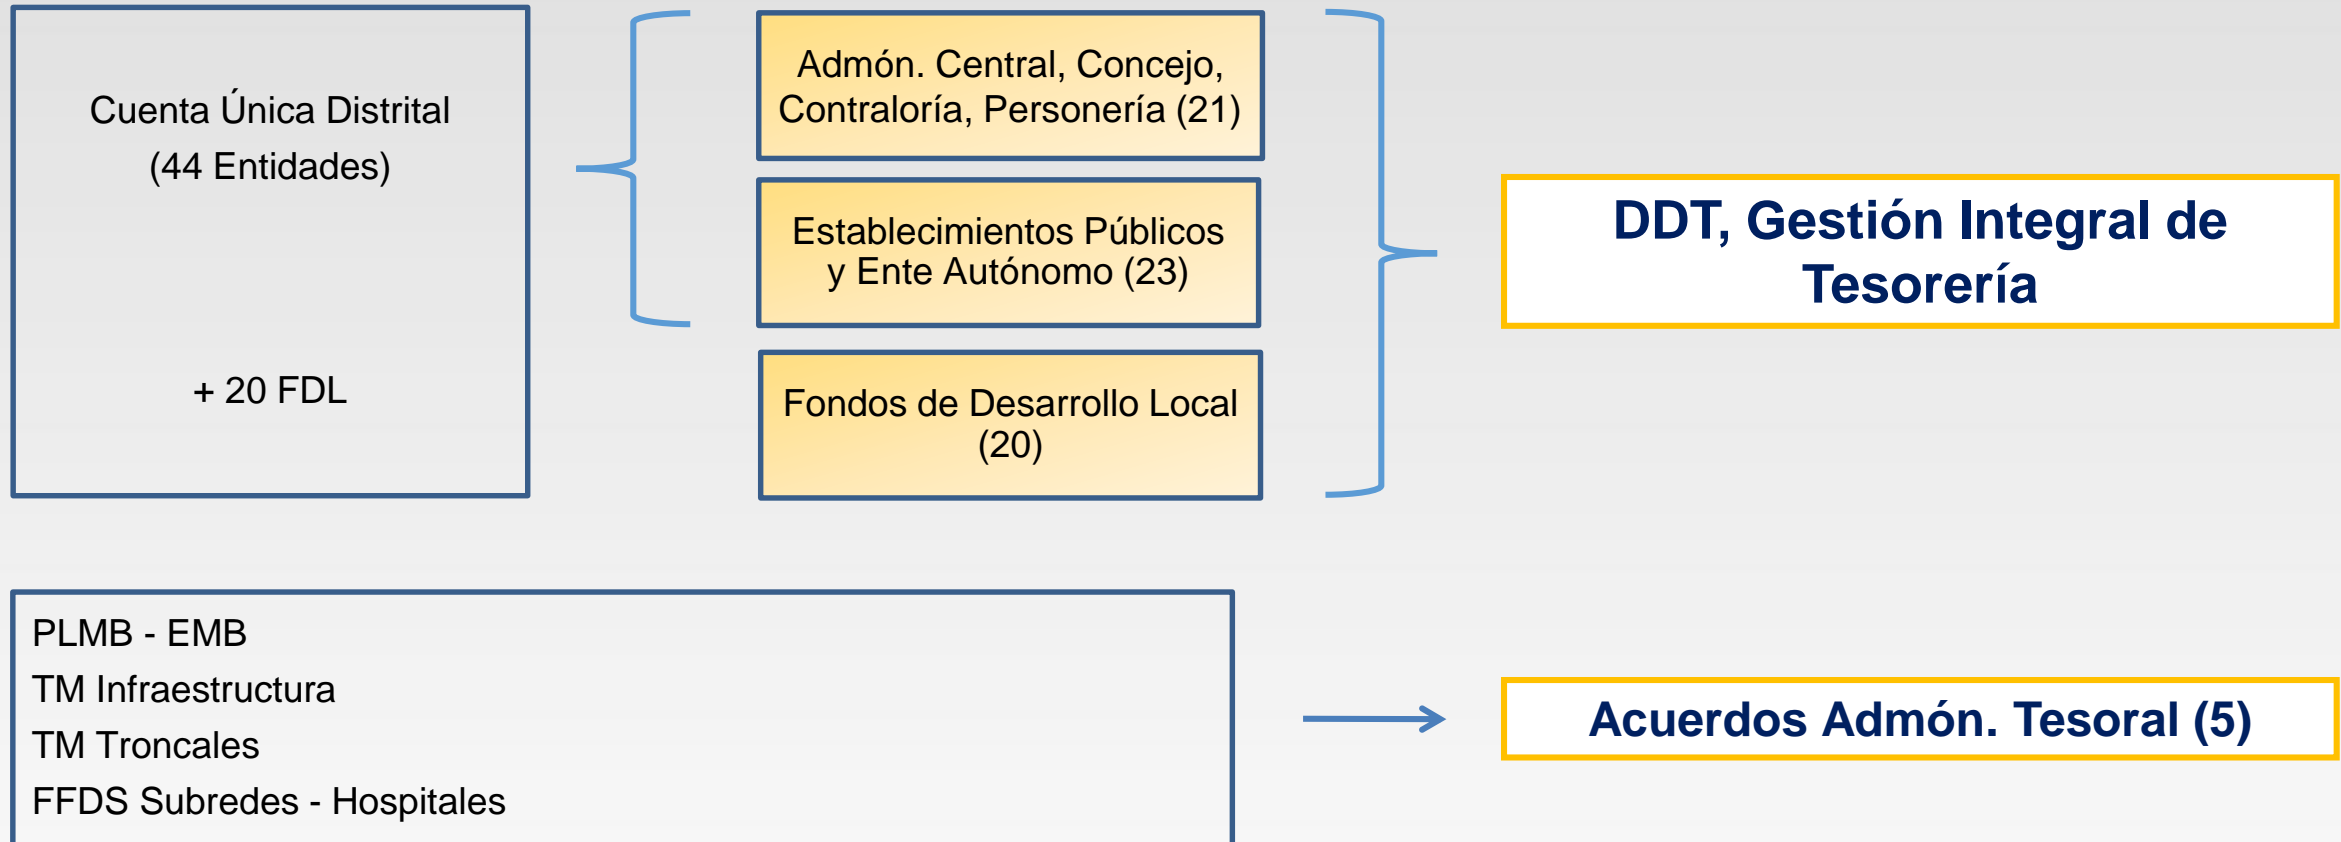 Cuenta Única Distrital
(44 Entidades)
+ 20 FDL
Admón. Central, Concejo,
Contraloría, Personería (21)
Establecimientos Públicos
y Ente Autónomo (23)
Fondos de Desarrollo Local
(20)
DDT, Gestión Integral de
Tesorería
PLMB - EMB
TM Infraestructura
TM Troncales
FFDS Subredes - Hospitales
Acuerdos Admón. Tesoral (5)